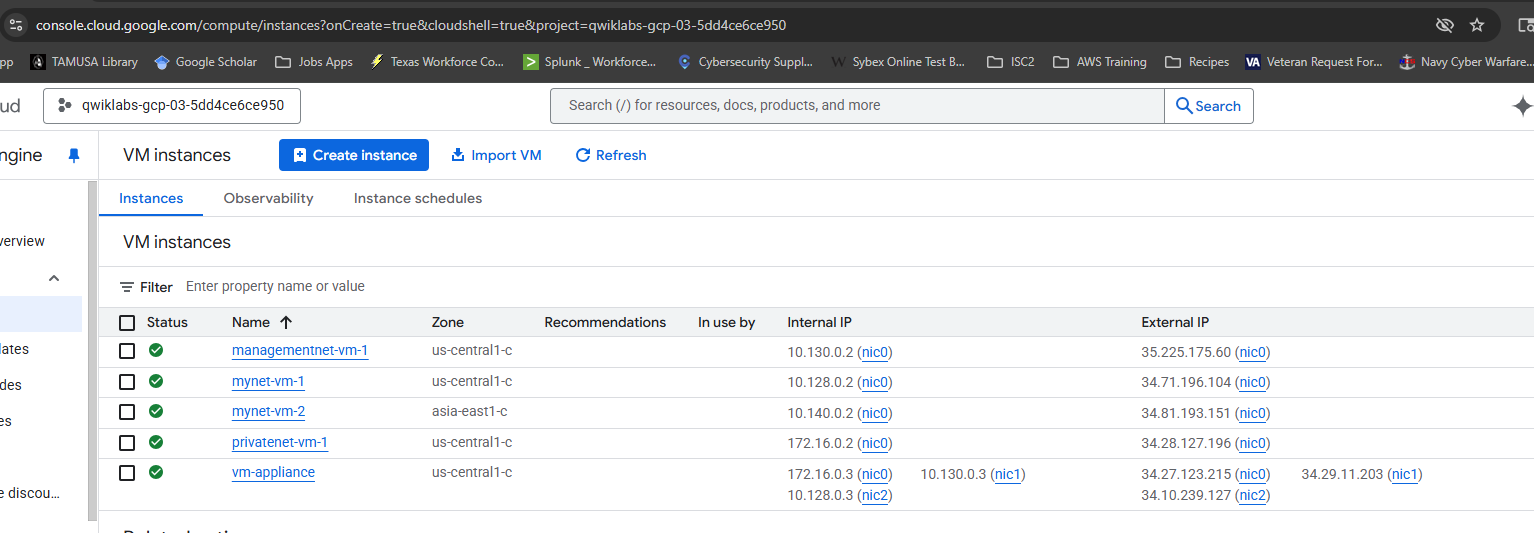 console.cloud.google.com/compute/instances?onCreate=true&cloudshell=true&project=qwiklabs-gcp-03-5dd4ce6ce950
pp TAMUSA Library Google Scholar Jobs Apps Texas Workforce Co... Splunk _ Workforce... Cybersecurity Suppl... Sybex Online Test B... ISC2 AWS Training Recipes VA Veteran Request For... Navy Cyber Warfare...
ud qwiklabs-gcp-03-5dd4ce6ce950 Search (/) for resources, docs, products, and more Search
ngine VM instances Create instance Import VM Refresh
Instances Observability Instance schedules
verview VM instances
Filter Enter property name or value
Status Name Zone Recommendations In use by Internal IP External IP
lates managementnet-vm-1 us-central1-c 10.130.0.2 (nic0) 35.225.175.60 (nic0)
des mynet-vm-1 us-central1-c 10.128.0.2 (nic0) 34.71.196.104 (nic0)
es mynet-vm-2 asia-east1-c 10.140.0.2 (nic0) 34.81.193.151 (nic0)
privatenet-vm-1 us-central1-c 172.16.0.2 (nic0) 34.28.127.196 (nic0)
vm-appliance us-central1-c 172.16.0.3 (nic0) 10.130.0.3 (nic1) 34.27.123.215 (nic0) 34.29.11.203 (nic1)
e discou... 10.128.0.3 (nic2) 34.10.239.127 (nic2)